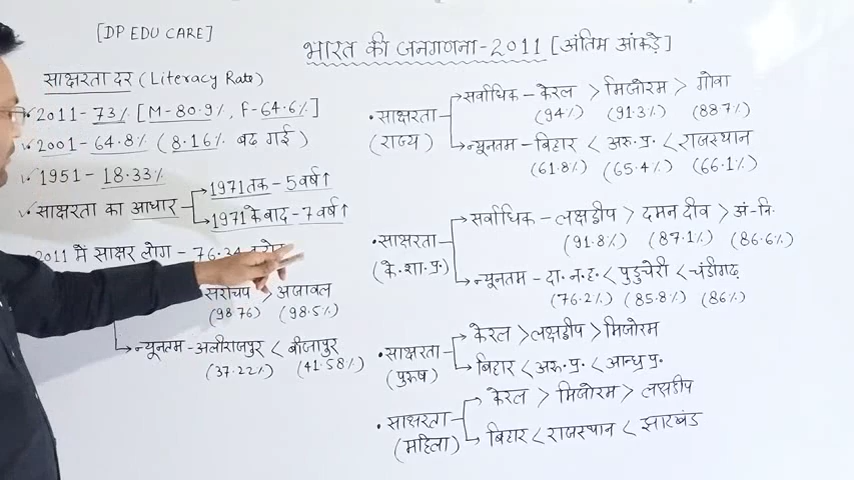 [DP EDU CARE]
भारत की जनगणना-2011 [अंतिम आंकड़े]
साक्षरता दर (Literacy Rate)
2011- 73% [M-80.9%, F-64.6%]
2001- 64.8% (8.16% बढ गई)
1951- 18.33%
साक्षरता का आधार
1971 तक - 5 वर्ष ↑
1971 के बाद - 7 वर्ष ↑
2011 में साक्षर लोग - 76.34
सरोचप > अजावल
(98.76) (98.5%)
न्यूनतम - अलीराजपुर < बीजापुर
(37.22%) (41.58%)
• साक्षरता (राज्य)
सर्वाधिक - केरल > मिजोरम > गोवा
(94%) (91.3%) (88.7%)
न्यूनतम - बिहार < अरु.प्र. < राजस्थान
(61.8%) (65.4%) (66.1%)
• साक्षरता (के.शा.प्र.)
सर्वाधिक - लक्षद्वीप > दमन दीव > अं.नि.
(91.8%) (87.1%) (86.6%)
न्यूनतम - दा.न.ह. < पुडुचेरी < चंडीगढ़
(76.2%) (85.8%) (86%)
• साक्षरता (पुरुष)
केरल > लक्षद्वीप > मिजोरम
बिहार < अरु.प्र. < आन्ध्र प्र.
• साक्षरता (महिला)
केरल > मिजोरम > लक्षद्वीप
बिहार < राजस्थान < झारखंड